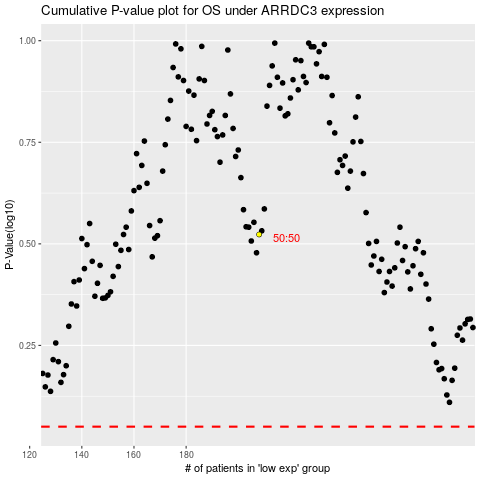 Cumulative P-value plot for OS under ARRDC3 expression
P-Value(log10)
1.00
0.75
0.50
0.25
50:50
120 140 160 180
# of patients in 'low exp' group